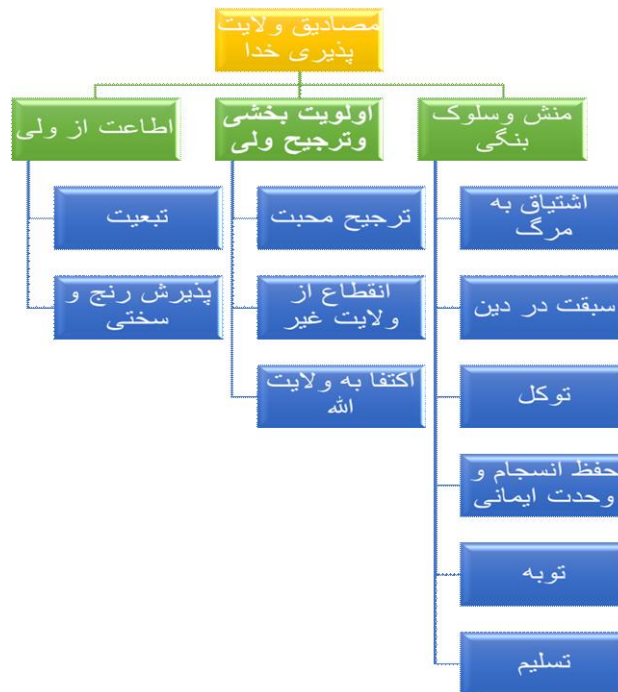 مصادیق ولایت
پذیری خدا
منش وسلوک
بنگی
اولویت بخشی
وترجیح ولی
اطاعت از ولی
اشتیاق به
مرگ
سبقت در دین
توکل
حفظ انسجام و
وحدت ایمانی
توبه
تسلیم
ترجیح محبت
انقطاع از
ولایت غیر
اکتفا به ولایت
الله
تبعیت
پذیرش رنج و
سختی